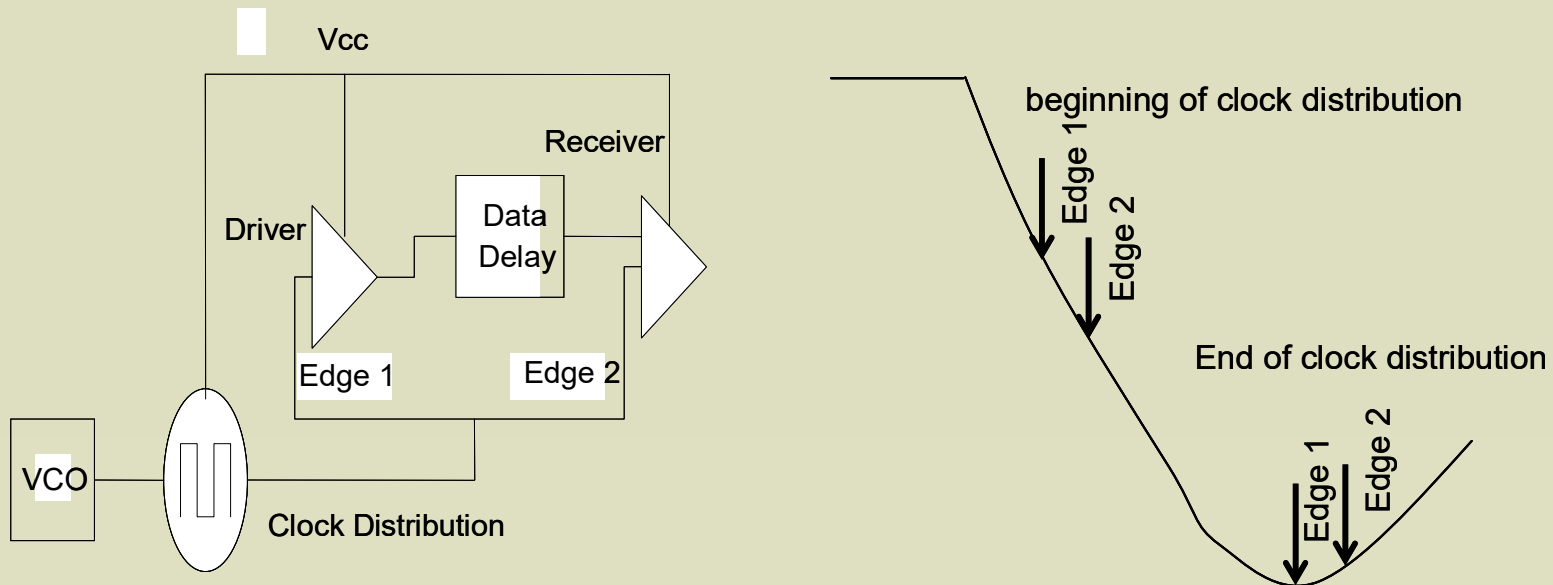 Vcc
beginning of clock distribution
Receiver
Edge 1
Driver
Data
Delay
Edge 2
End of clock distribution
Edge 1
Edge 2
Edge 1
Edge 2
VCO
Clock Distribution